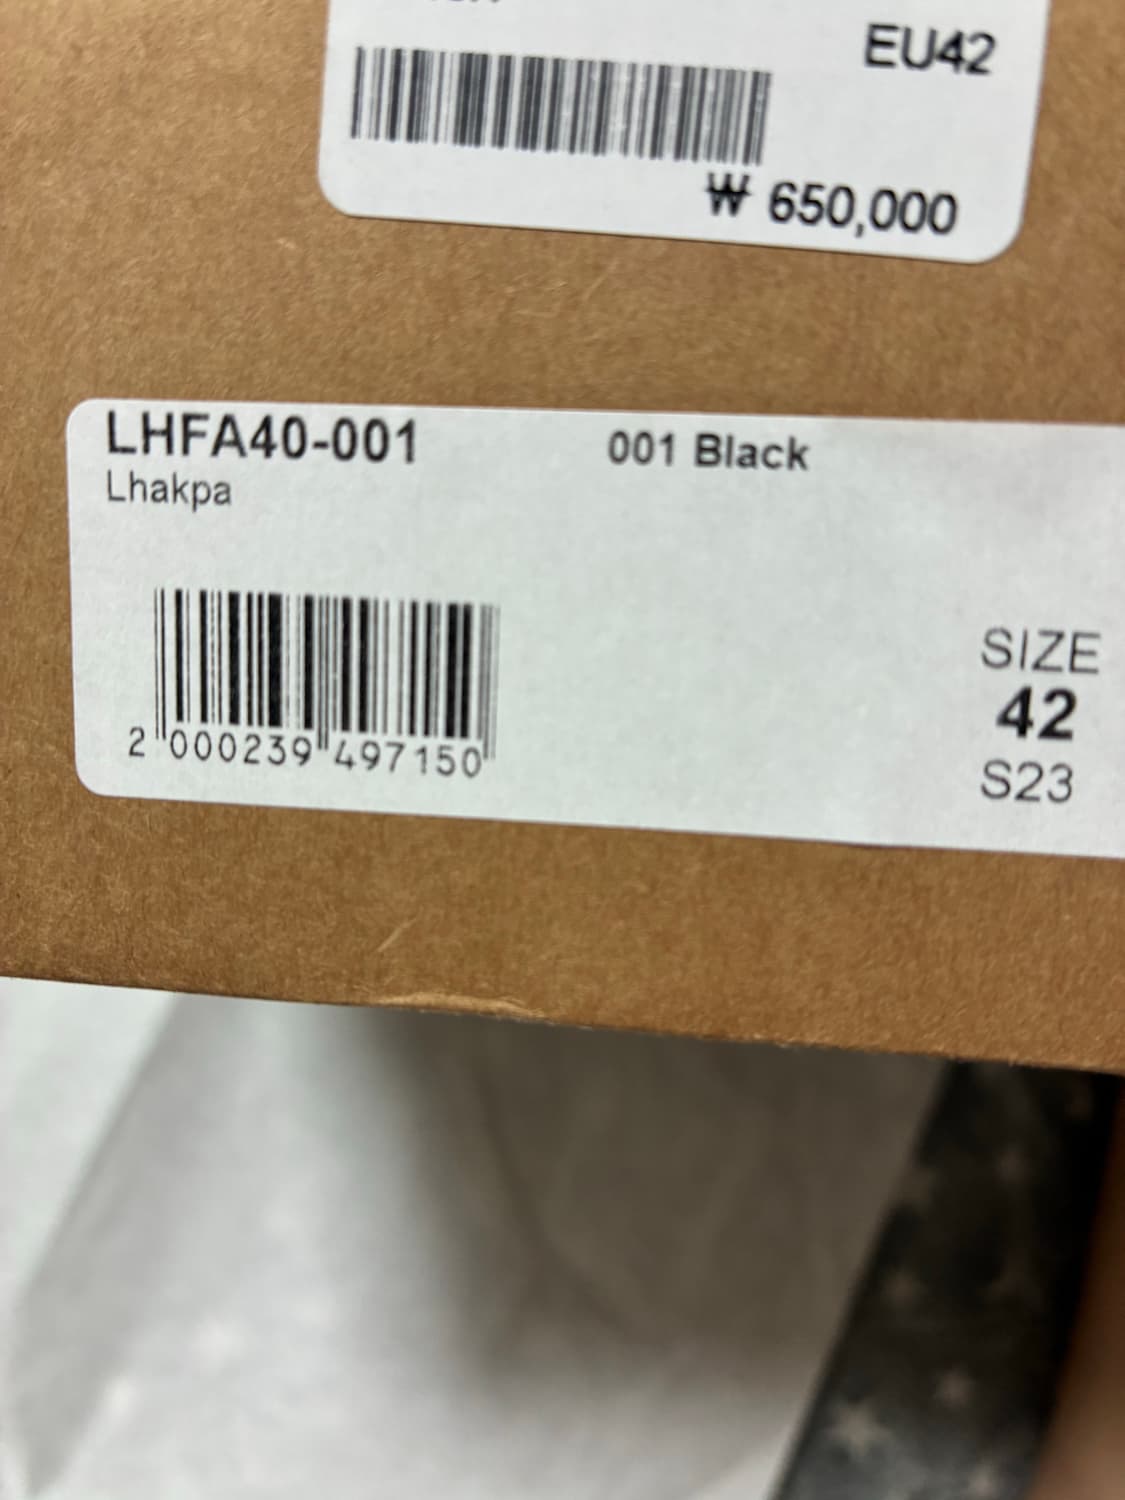 EU42
₩ 650,000
LHFA40-001
001 Black
Lhakpa
2 000239 497150
SIZE
42
S23